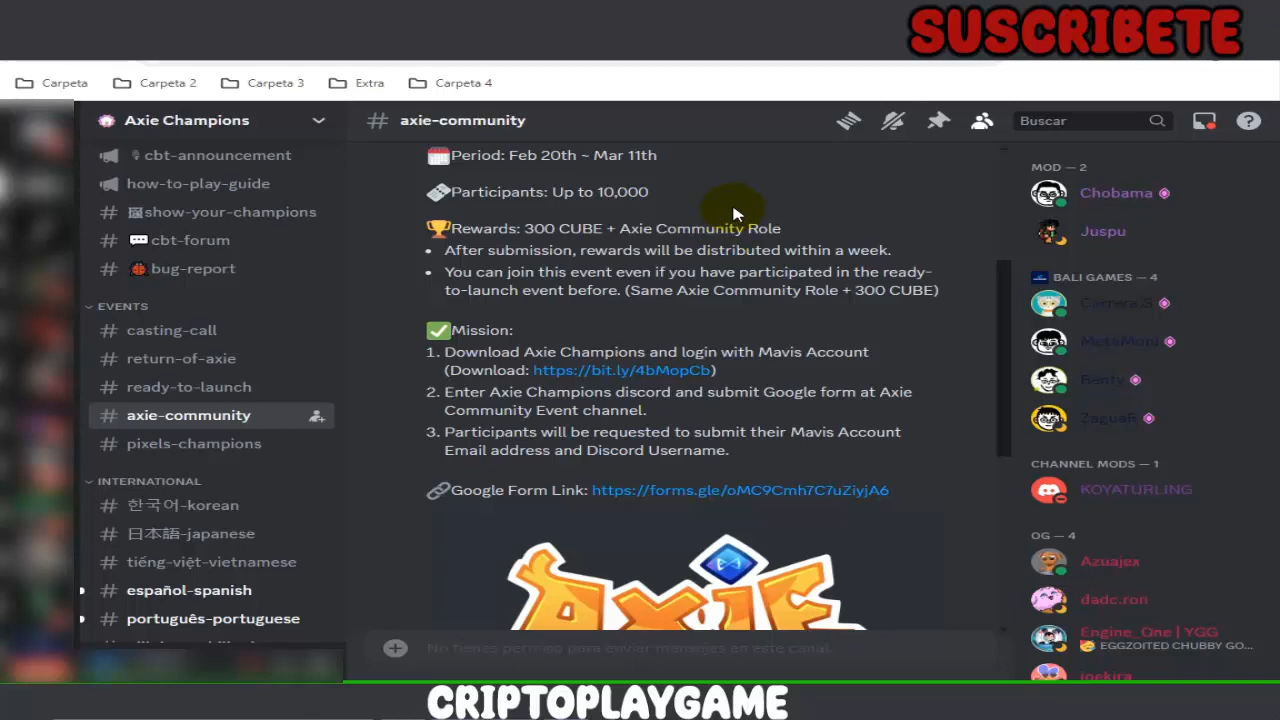 SUSCRIBETE
Carpeta
Carpeta 2
Carpeta 3
Extra
Carpeta 4
Axie Champions
cbt-announcement
how-to-play-guide
show-your-champions
cbt-forum
bug-report
EVENTS
casting-call
return-of-axie
ready-to-launch
axie-community
pixels-champions
INTERNATIONAL
한국어-korean
日本語-japanese
tiếng-việt-vietnamese
español-spanish
português-portuguese
# axie-community
Buscar
Period: Feb 20th ~ Mar 11th
Participants: Up to 10,000
Rewards: 300 CUBE + Axie Community Role
• After submission, rewards will be distributed within a week.
• You can join this event even if you have participated in the ready-
to-launch event before. (Same Axie Community Role + 300 CUBE)
Mission:
1. Download Axie Champions and login with Mavis Account
(Download: https://bit.ly/4bMopCb)
2. Enter Axie Champions discord and submit Google form at Axie
Community Event channel.
3. Participants will be requested to submit their Mavis Account
Email address and Discord Username.
Google Form Link: https://forms.gle/oMC9Cmh7C7uZiyjA6
AXIE
No tienes permiso para enviar mensajes en este canal.
MOD — 2
Chobama
Juspu
BALI GAMES — 4
MetaMoni
Renty
CHANNEL MODS — 1
KOYATURLING
OG — 4
Azuajex
dadc.ron
Engine_One | YGG
EGGZOITED CHUBBY GO...
joekira
CRIPTOPLAYGAME